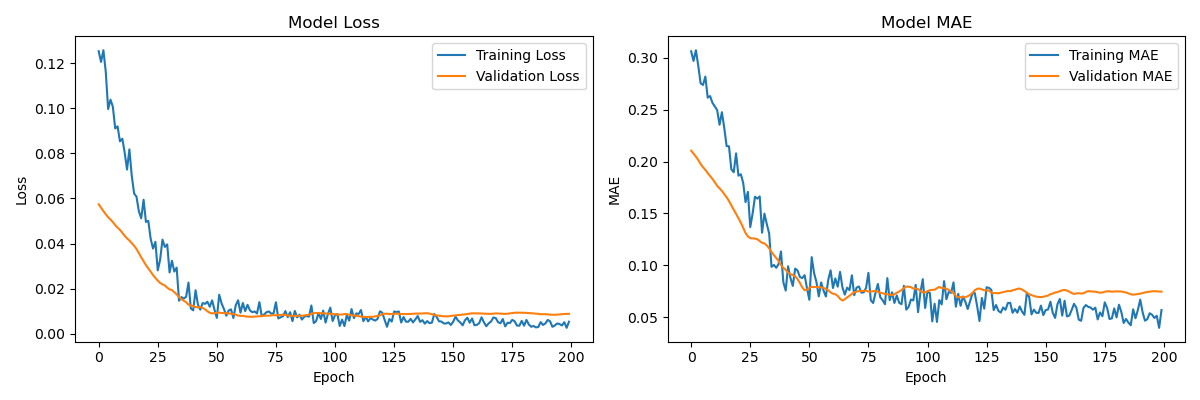 Model Loss
Training Loss
Validation Loss
Loss
0.12
0.10
0.08
0.06
0.04
0.02
0.00
0 25 50 75 100 125 150 175 200
Epoch
Model MAE
Training MAE
Validation MAE
MAE
0.30
0.25
0.20
0.15
0.10
0.05
0 25 50 75 100 125 150 175 200
Epoch